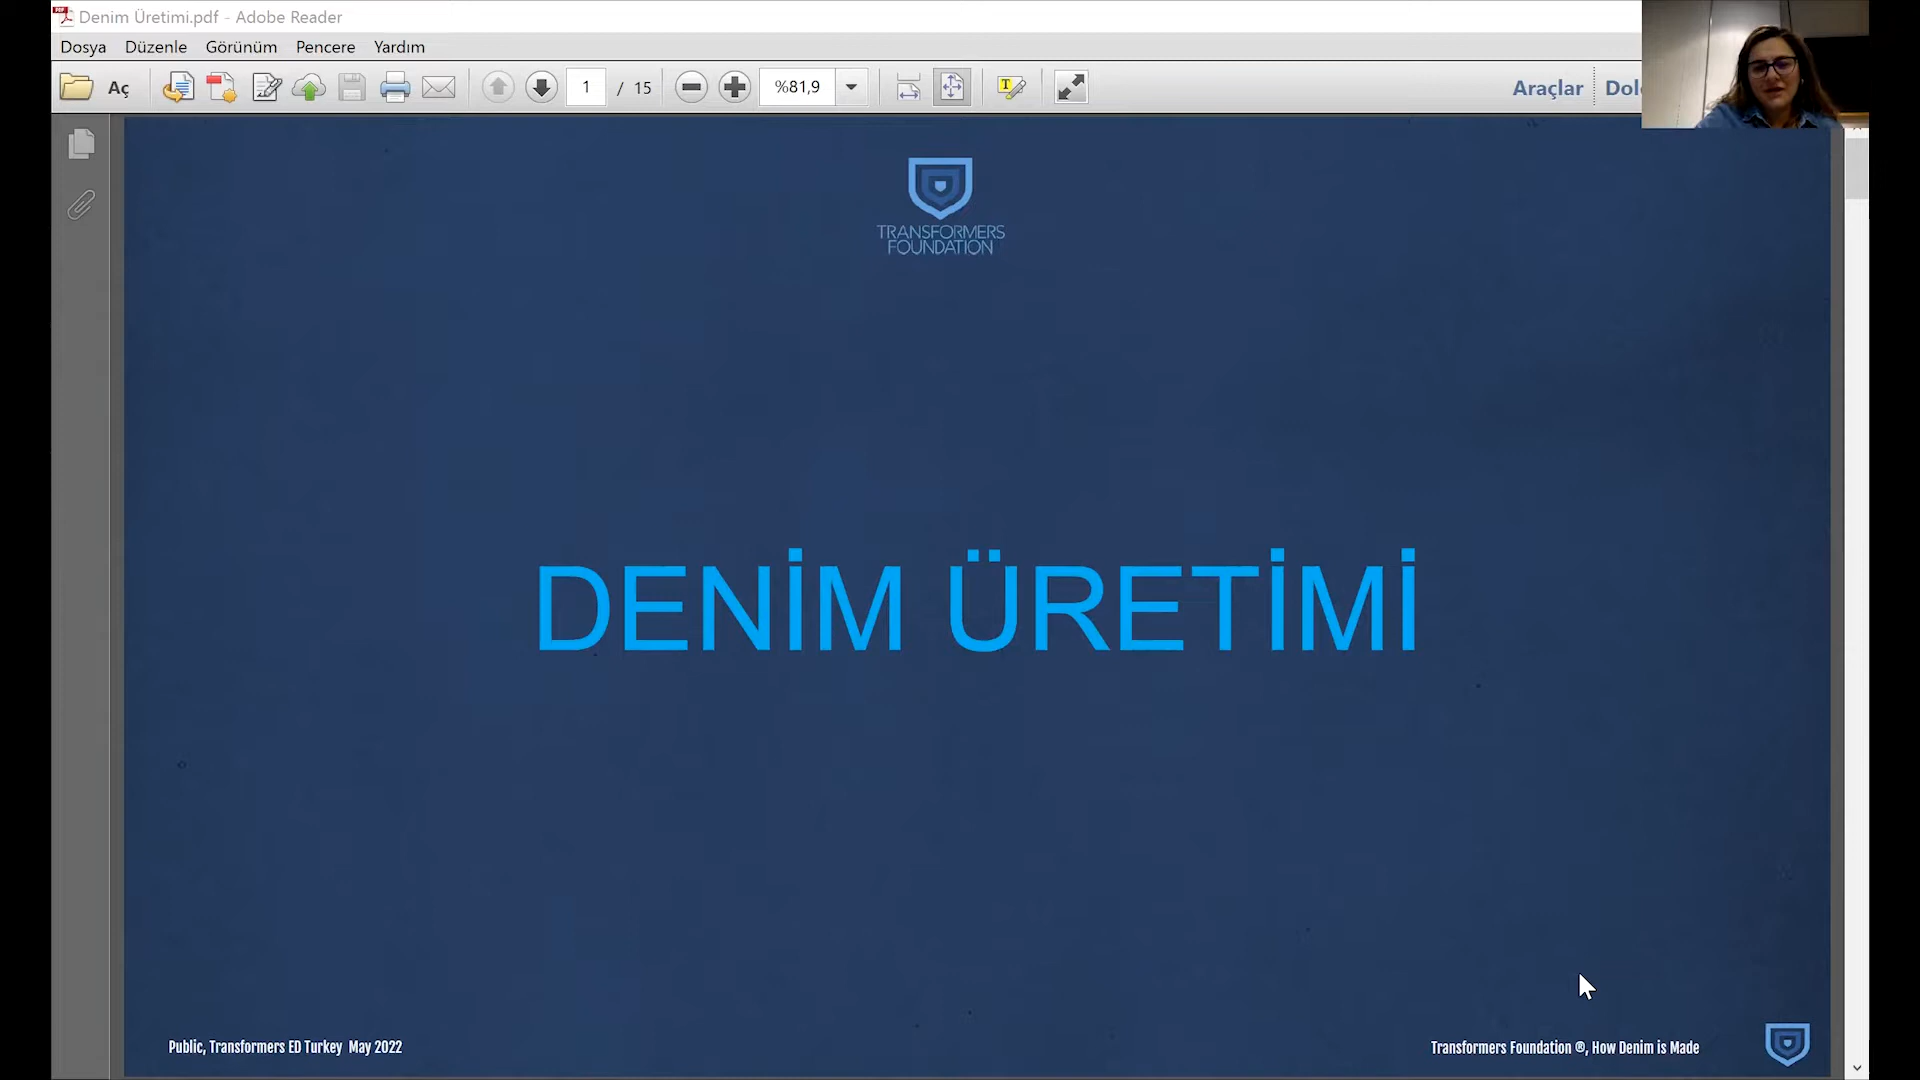 Denim Üretimi.pdf - Adobe Reader
Dosya Düzenle Görünüm Pencere Yardım
Aç 1 / 15 %81,9 T Araçlar
TRANSFORMERS
FOUNDATION
DENİM ÜRETİMİ
Public, Transformers ED Turkey May 2022
Transformers Foundation ®, How Denim is Made